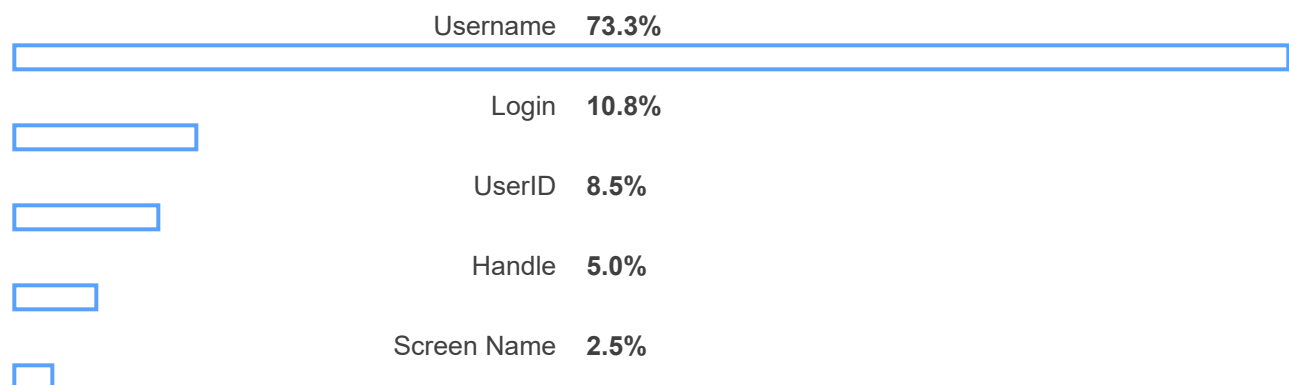 Username 73.3%
Login 10.8%
UserID 8.5%
Handle 5.0%
Screen Name 2.5%